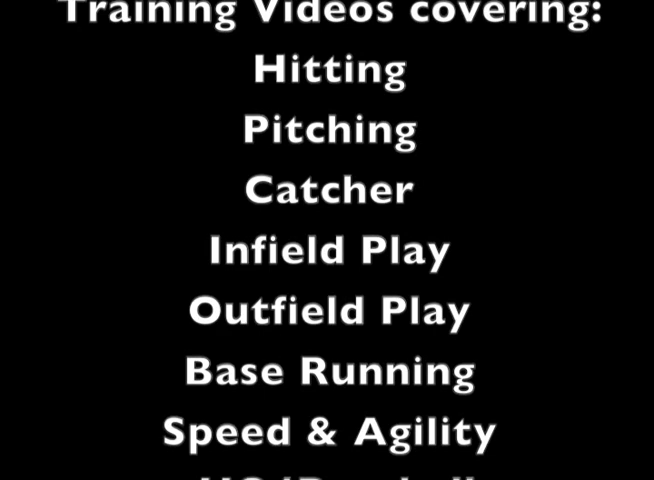 Training Videos covering:
Hitting
Pitching
Catcher
Infield Play
Outfield Play
Base Running
Speed & Agility